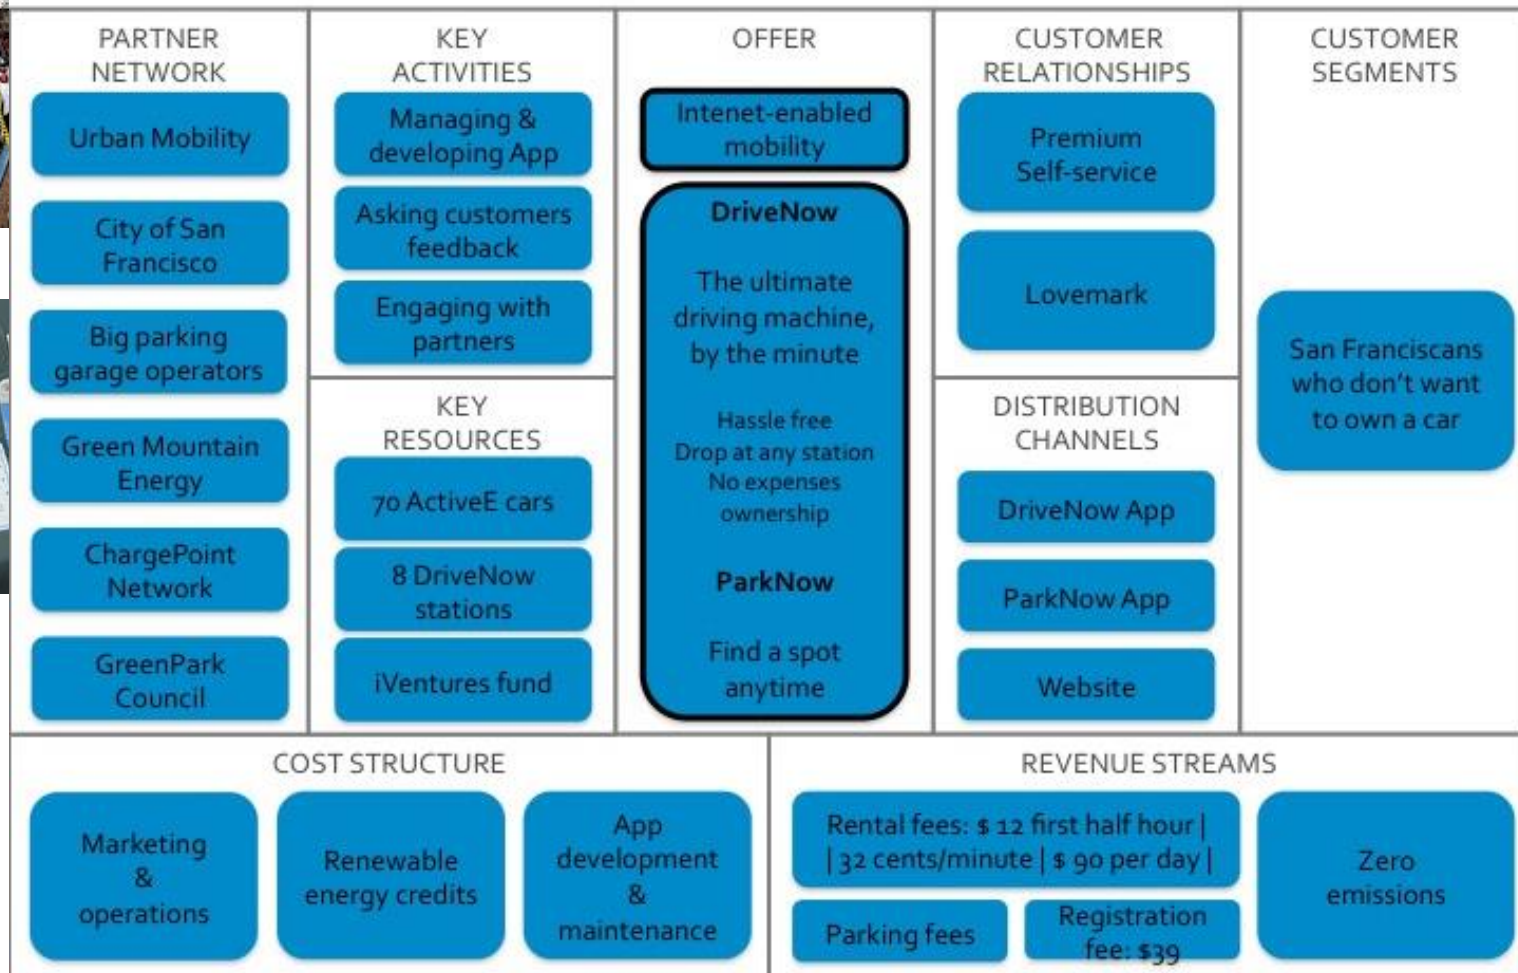 PARTNER
NETWORK
Urban Mobility
City of San
Francisco
Big parking
garage operators
Green Mountain
Energy
ChargePoint
Network
GreenPark
Council
KEY
ACTIVITIES
Managing &
developing App
Asking customers
feedback
Engaging with
partners
KEY
RESOURCES
70 ActiveE cars
8 DriveNow
stations
iVentures fund
OFFER
Intenet-enabled
mobility
DriveNow
The ultimate
driving machine,
by the minute
Hassle free
Drop at any station
No expenses
ownership
ParkNow
Find a spot
anytime
CUSTOMER
RELATIONSHIPS
Premium
Self-service
Lovemark
DISTRIBUTION
CHANNELS
DriveNow App
ParkNow App
Website
CUSTOMER
SEGMENTS
San Franciscans
who don't want
to own a car
COST STRUCTURE
Marketing
&
operations
Renewable
energy credits
App
development
&
maintenance
REVENUE STREAMS
Rental fees: $ 12 first half hour |
| 32 cents/minute | $ 90 per day |
Parking fees
Registration
fee: $39
Zero
emissions